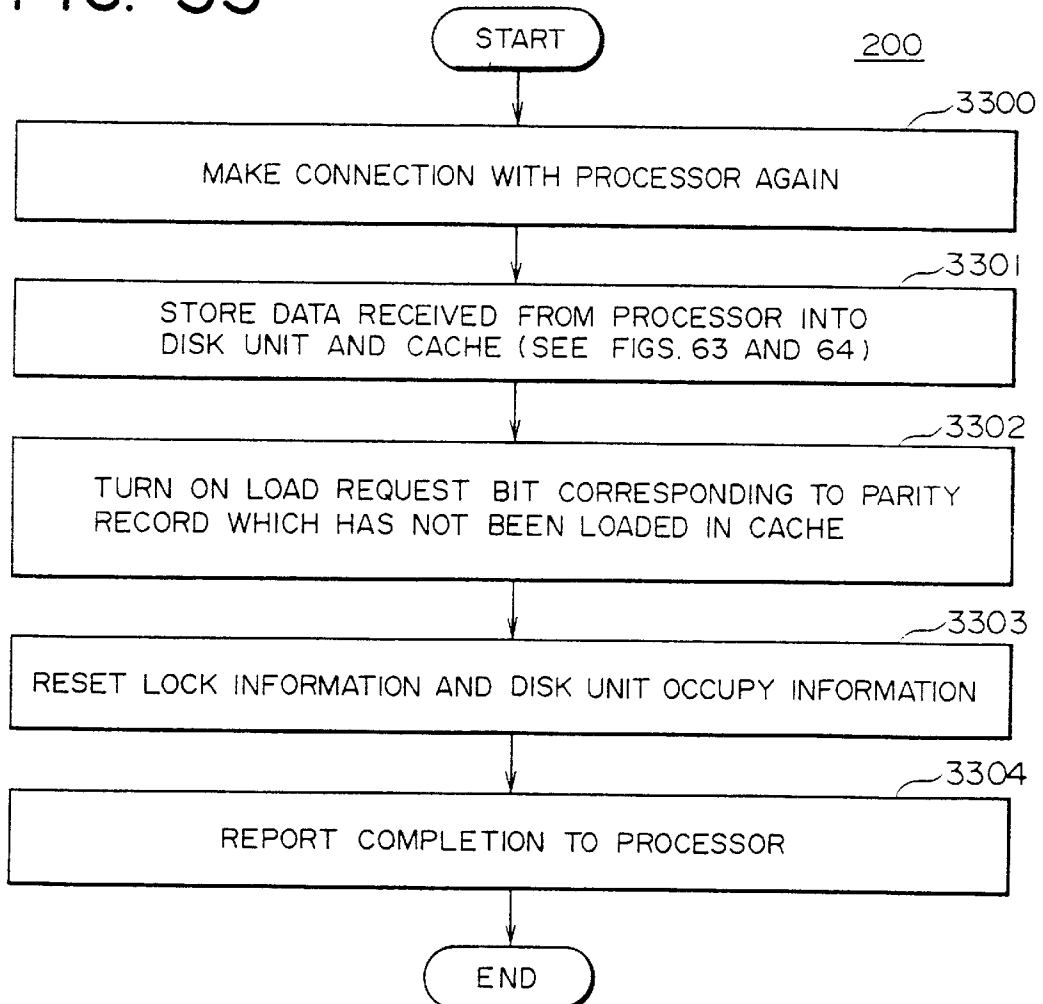 START
200
3300
MAKE CONNECTION WITH PROCESSOR AGAIN
3301
STORE DATA RECEIVED FROM PROCESSOR INTO
DISK UNIT AND CACHE (SEE FIGS. 63 AND 64)
3302
TURN ON LOAD REQUEST BIT CORRESPONDING TO PARITY
RECORD WHICH HAS NOT BEEN LOADED IN CACHE
3303
RESET LOCK INFORMATION AND DISK UNIT OCCUPY INFORMATION
3304
REPORT COMPLETION TO PROCESSOR
END